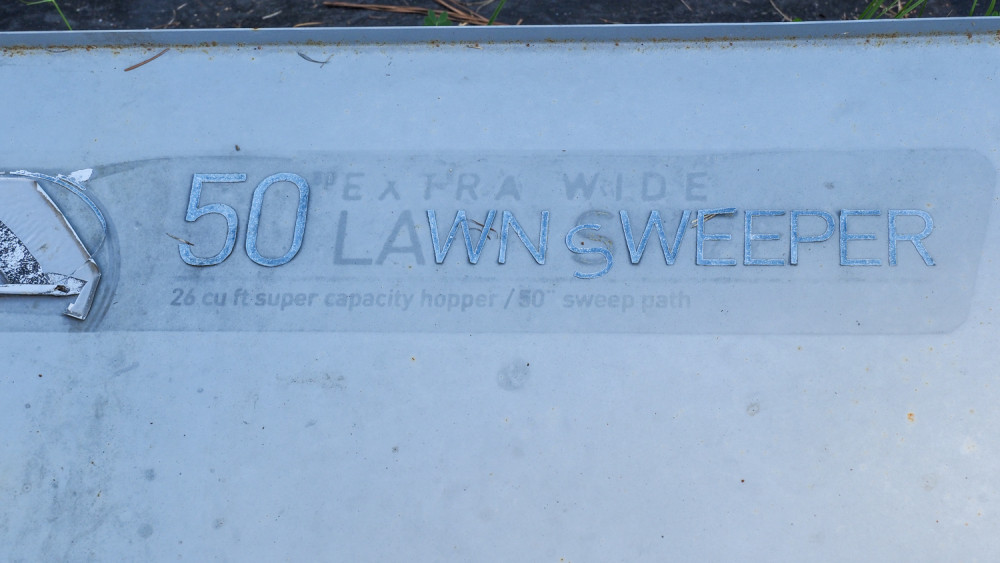 50" EXTRA WIDE
LAWN SWEEPER
26 cu ft super capacity hopper / 50" sweep path